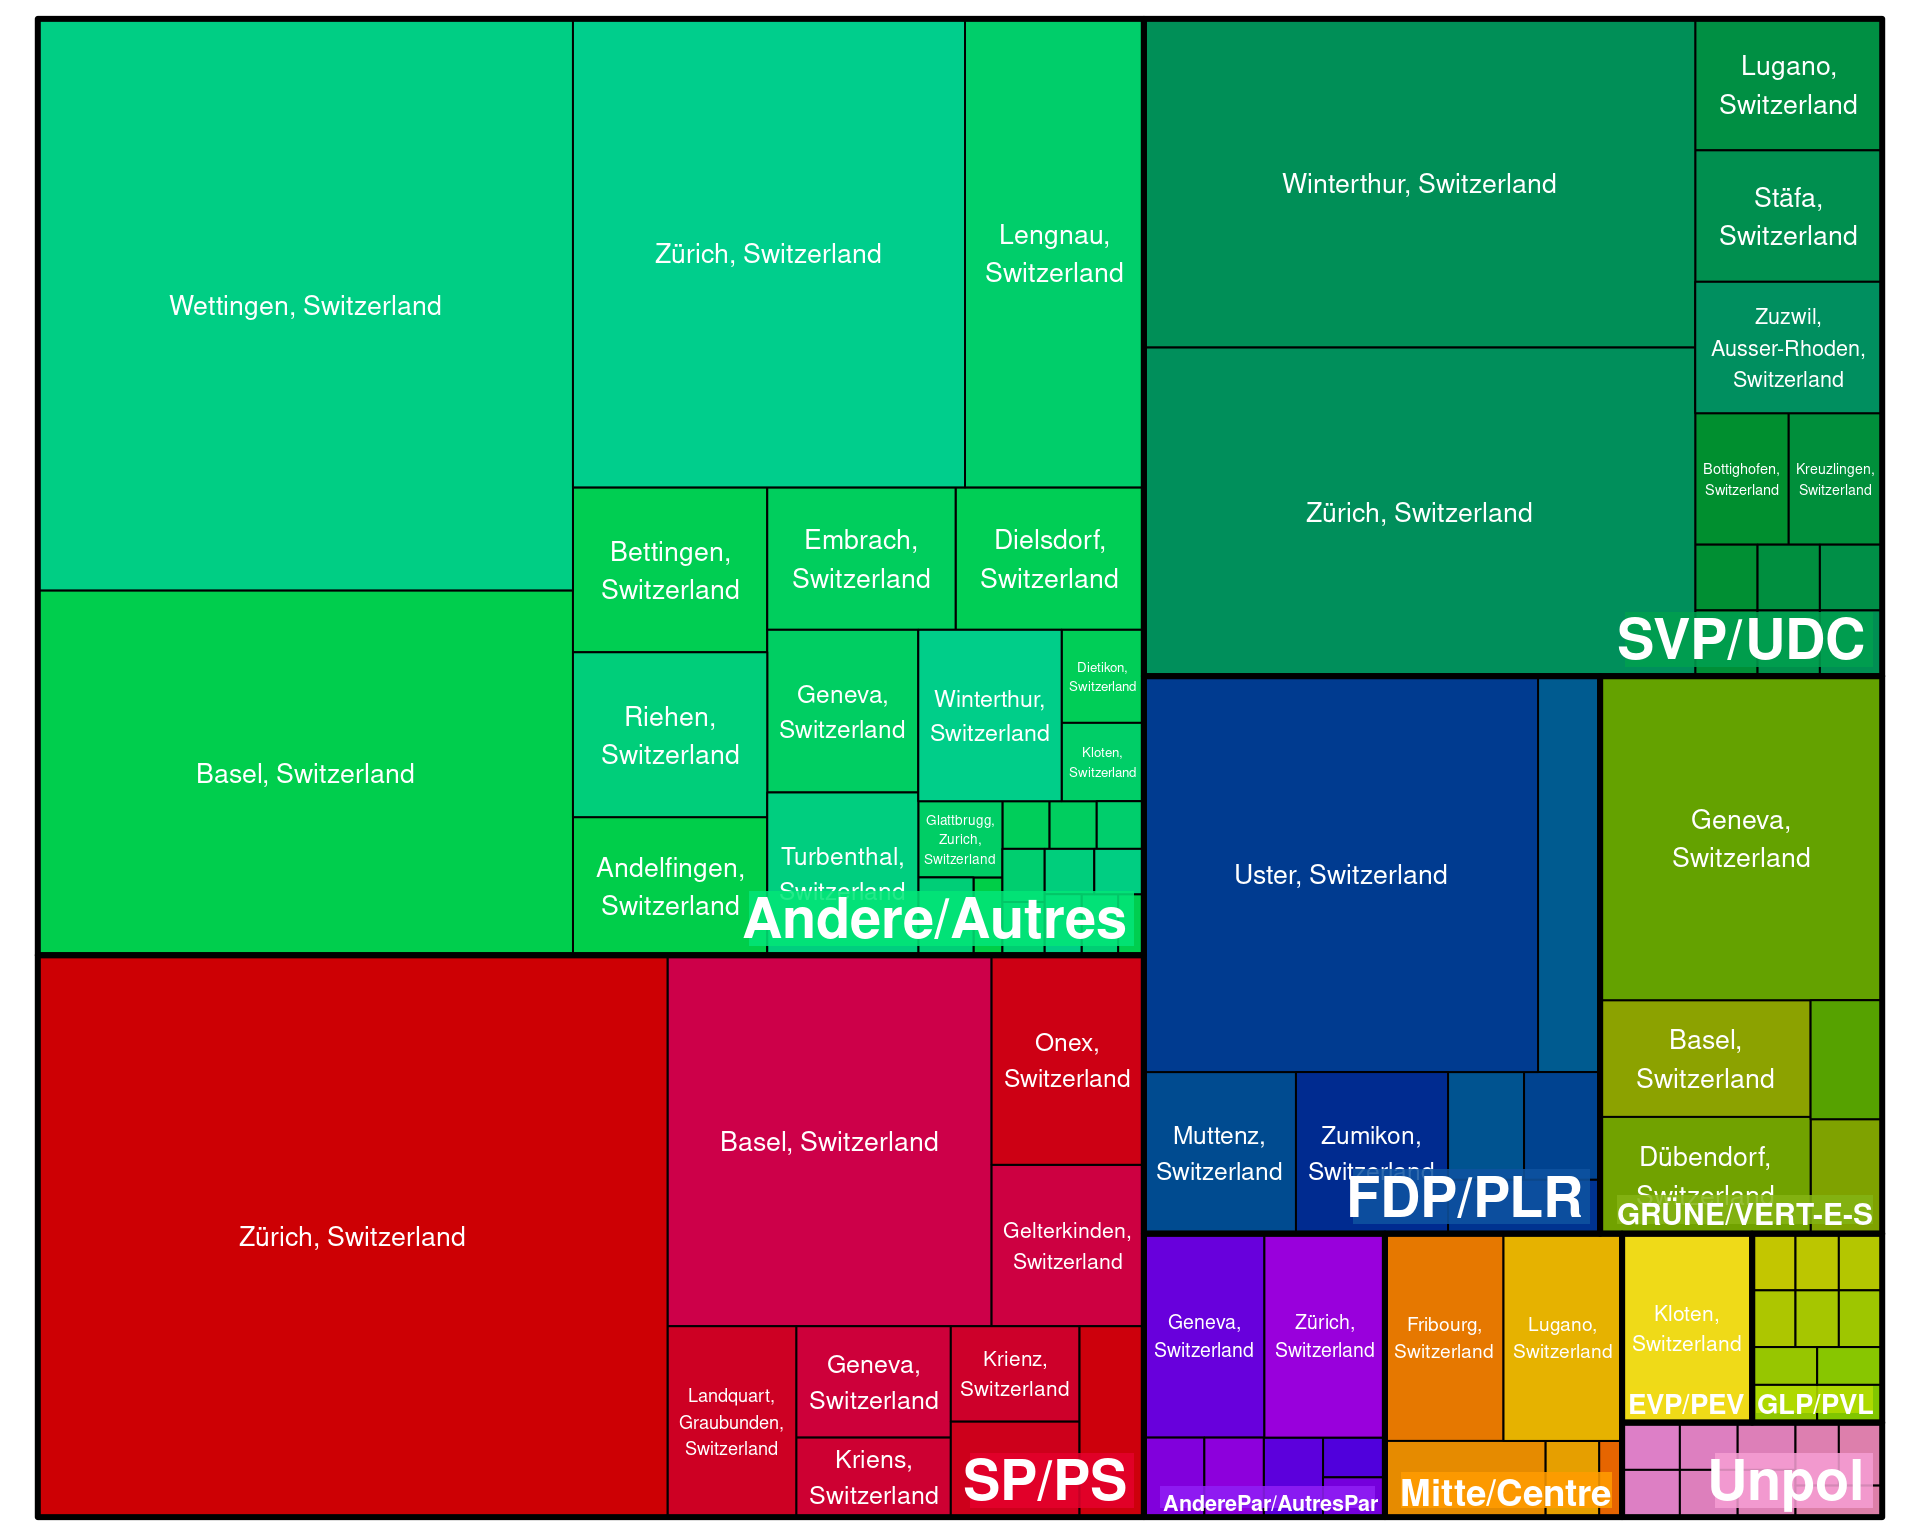 Wettingen, Switzerland
Zürich, Switzerland
Lengnau,
Switzerland
Basel, Switzerland
Bettingen,
Switzerland
Embrach,
Switzerland
Dielsdorf,
Switzerland
Riehen,
Switzerland
Geneva,
Switzerland
Winterthur,
Switzerland
Dietikon,
Switzerland
Kloten,
Switzerland
Andelfingen,
Switzerland
Turbenthal,
Switzerland
Glattbrugg,
Zurich,
Switzerland
Andere/Autres
Winterthur, Switzerland
Lugano,
Switzerland
Stäfa,
Switzerland
Zuzwil,
Ausser-Rhoden,
Switzerland
Zürich, Switzerland
Bottighofen,
Switzerland
Kreuzlingen,
Switzerland
SVP/UDC
Zürich, Switzerland
Basel, Switzerland
Onex,
Switzerland
Gelterkinden,
Switzerland
Landquart,
Graubunden,
Switzerland
Geneva,
Switzerland
Kriens,
Switzerland
Krienz,
Switzerland
SP/PS
Uster, Switzerland
Muttenz,
Switzerland
Zumikon,
Switzerland
FDP/PLR
Geneva,
Switzerland
Basel,
Switzerland
Dübendorf,
Switzerland
GRÜNE/VERT-E-S
Geneva,
Switzerland
Zürich,
Switzerland
AnderePar/AutresPar
Fribourg,
Switzerland
Lugano,
Switzerland
Mitte/Centre
Kloten,
Switzerland
EVP/PEV
GLP/PVL
Unpol